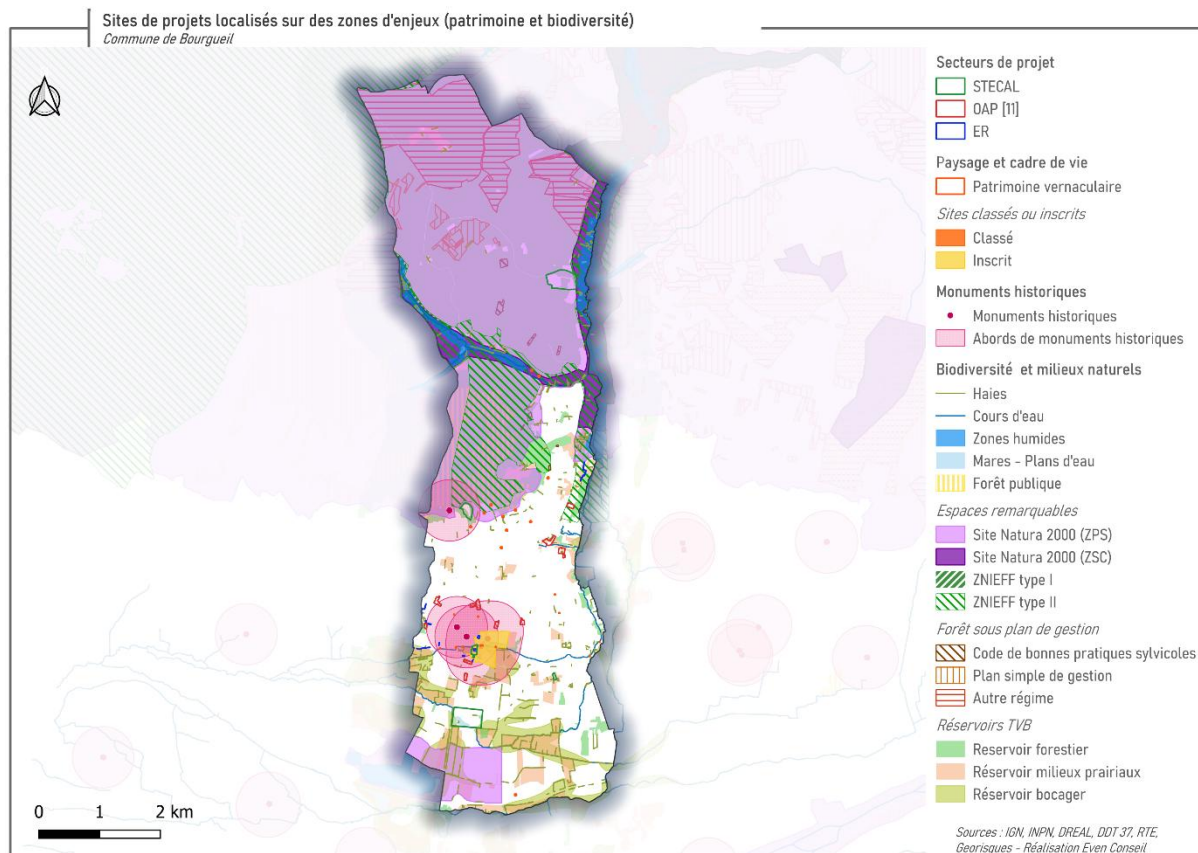 Sites de projets localisés sur des zones d'enjeux (patrimoine et biodiversité)
Commune de Bourgueil
Secteurs de projet
STECAL
OAP [11]
ER
Paysage et cadre de vie
Patrimoine vernaculaire
Sites classés ou inscrits
Classé
Inscrit
Monuments historiques
Monuments historiques
Abords de monuments historiques
Biodiversité et milieux naturels
Haies
Cours d'eau
Zones humides
Mares - Plans d'eau
Forêt publique
Espaces remarquables
Site Natura 2000 (ZPS)
Site Natura 2000 (ZSC)
ZNIEFF type I
ZNIEFF type II
Forêt sous plan de gestion
Code de bonnes pratiques sylvicoles
Plan simple de gestion
Autre régime
Réservoirs TVB
Reservoir forestier
Réservoir milieux prairiaux
Réservoir bocager
0 1 2 km
Sources : IGN, INPN, DREAL, DDT 37, RTE,
Georisques - Réalisation Even Conseil